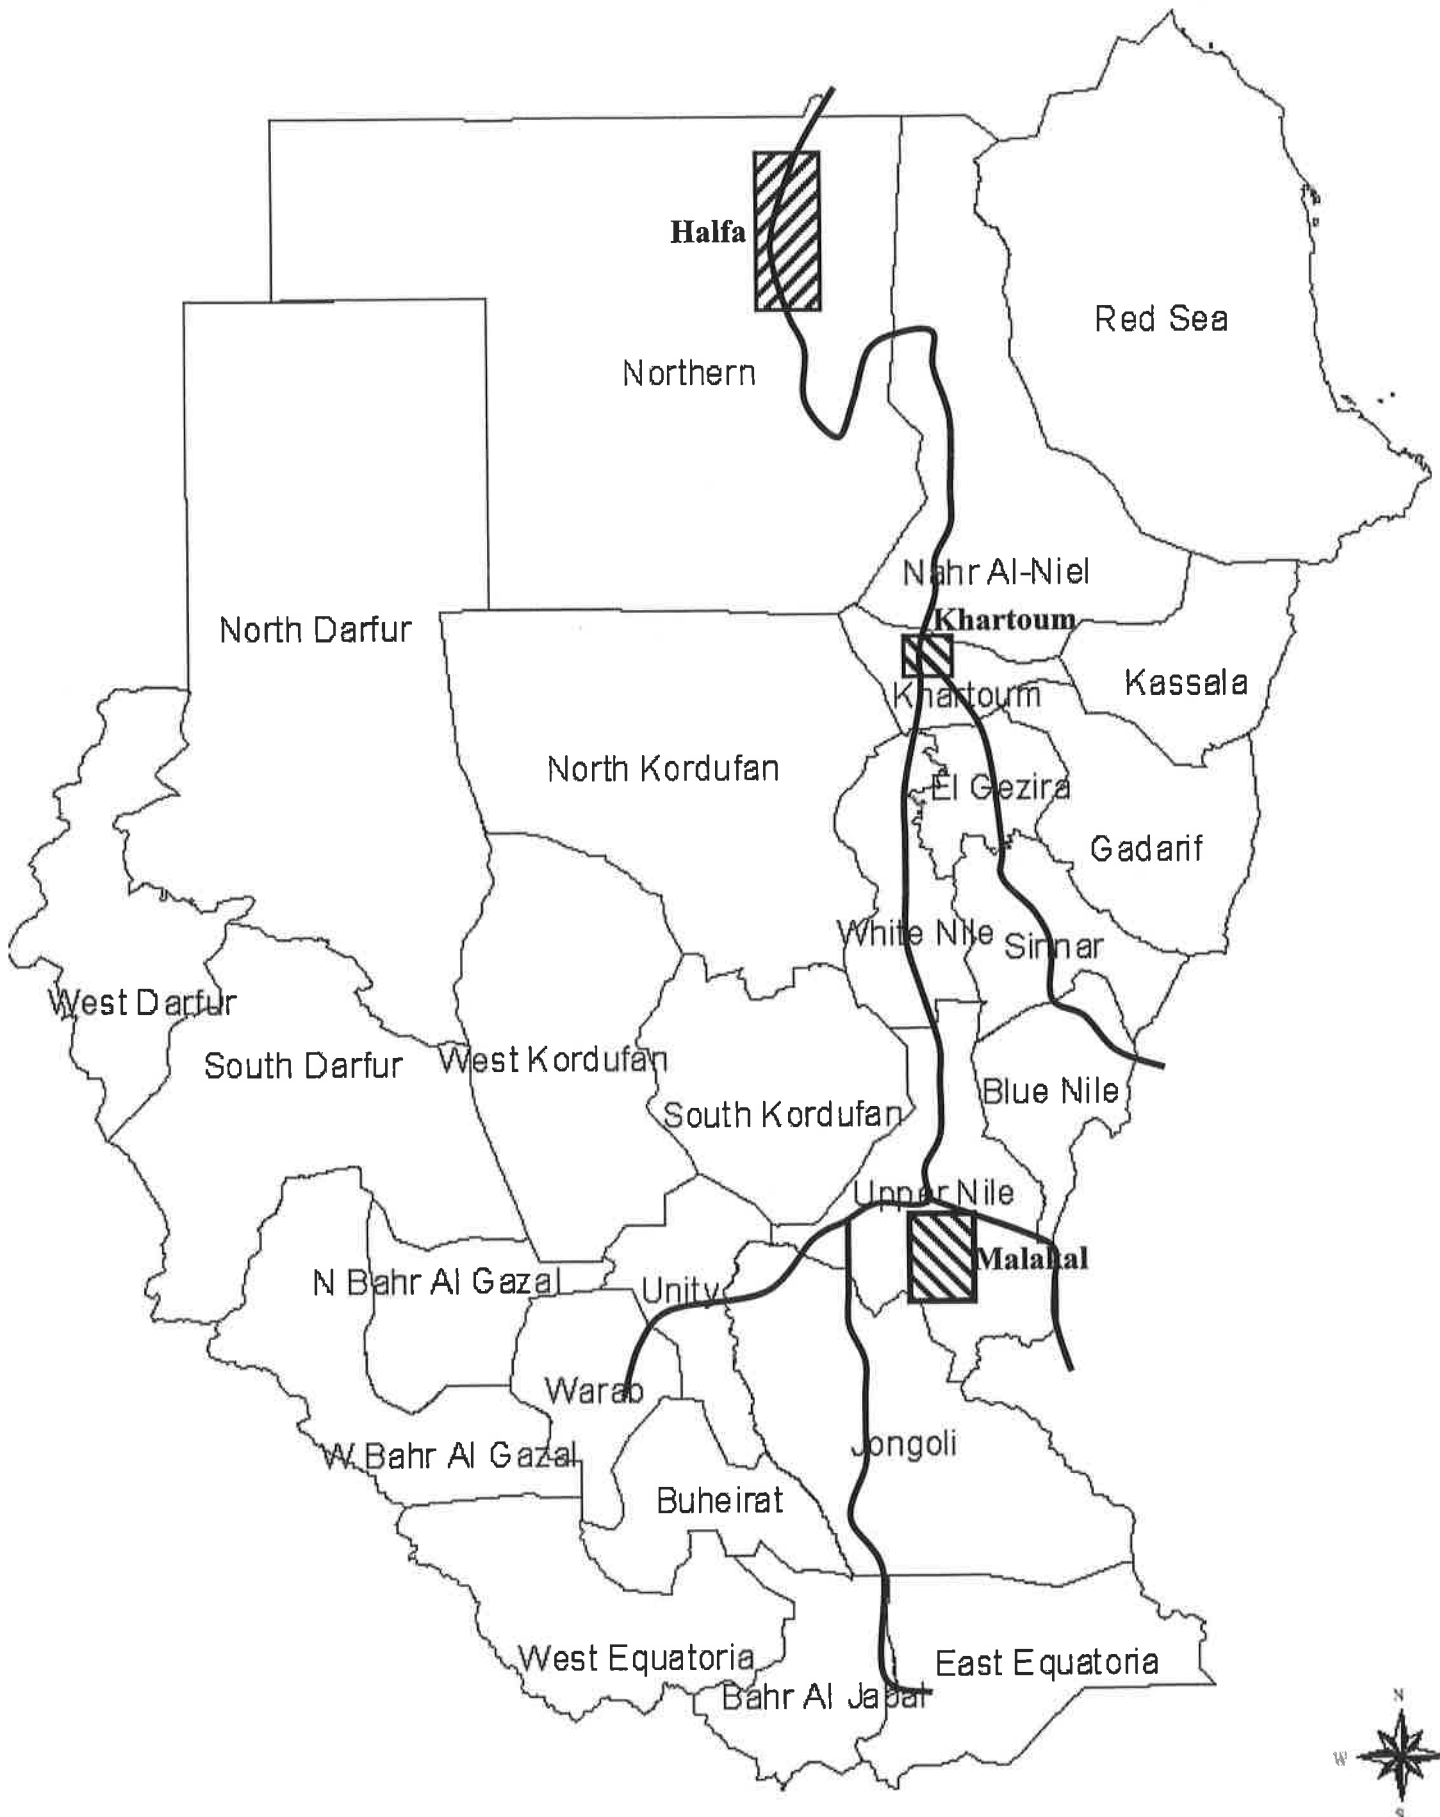 Halfa
Red Sea
Northern
Nahr Al-Niel
Khartoum
North Darfur
Kassala
Khartoum
North Kordufan
El Gezira
Gadarif
White Nile
Sinnar
West Darfur
South Darfur
West Kordufan
Blue Nile
South Kordufan
Upper Nile
Malakal
N Bahr Al Gazal
Unity
Warab
Jongoli
W Bahr Al Gazal
Buheirat
West Equatoria
East Equatoria
Bahr Al Jabal
N
W
S